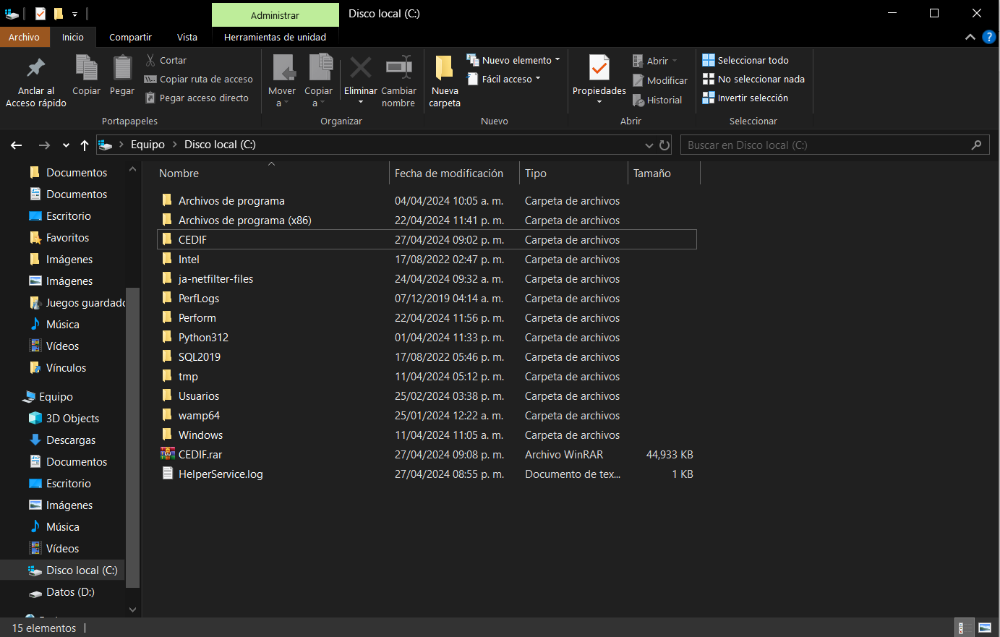 Administrar
Disco local (C:)
Archivo
Inicio
Compartir
Vista
Herramientas de unidad
Anclar al
Acceso rápido
Copiar
Pegar
Cortar
Copiar ruta de acceso
Pegar acceso directo
Portapapeles
Mover
a
Copiar
a
Eliminar
Cambiar
nombre
Organizar
Nueva
carpeta
Nuevo elemento
Fácil acceso
Nuevo
Propiedades
Abrir
Modificar
Historial
Abrir
Seleccionar todo
No seleccionar nada
Invertir selección
Seleccionar
Equipo > Disco local (C:)
Buscar en Disco local (C:)
Documentos
Documentos
Escritorio
Favoritos
Imágenes
Imágenes
Juegos guardado
Música
Vídeos
Vínculos
Equipo
3D Objects
Descargas
Documentos
Escritorio
Imágenes
Música
Vídeos
Disco local (C:)
Datos (D:)
Nombre Fecha de modificación Tipo Tamaño
Archivos de programa 04/04/2024 10:05 a. m. Carpeta de archivos
Archivos de programa (x86) 22/04/2024 11:41 p. m. Carpeta de archivos
CEDIF 27/04/2024 09:02 p. m. Carpeta de archivos
Intel 17/08/2022 02:47 p. m. Carpeta de archivos
ja-netfilter-files 24/04/2024 09:32 a. m. Carpeta de archivos
PerfLogs 07/12/2019 04:14 a. m. Carpeta de archivos
Perform 22/04/2024 11:56 p. m. Carpeta de archivos
Python312 01/04/2024 11:33 p. m. Carpeta de archivos
SQL2019 17/08/2022 05:46 p. m. Carpeta de archivos
tmp 11/04/2024 05:12 p. m. Carpeta de archivos
Usuarios 25/02/2024 03:38 p. m. Carpeta de archivos
wamp64 25/01/2024 12:22 a. m. Carpeta de archivos
Windows 11/04/2024 11:05 a. m. Carpeta de archivos
CEDIF.rar 27/04/2024 09:08 p. m. Archivo WinRAR 44,933 KB
HelperService.log 27/04/2024 08:55 p. m. Documento de tex... 1 KB
15 elementos